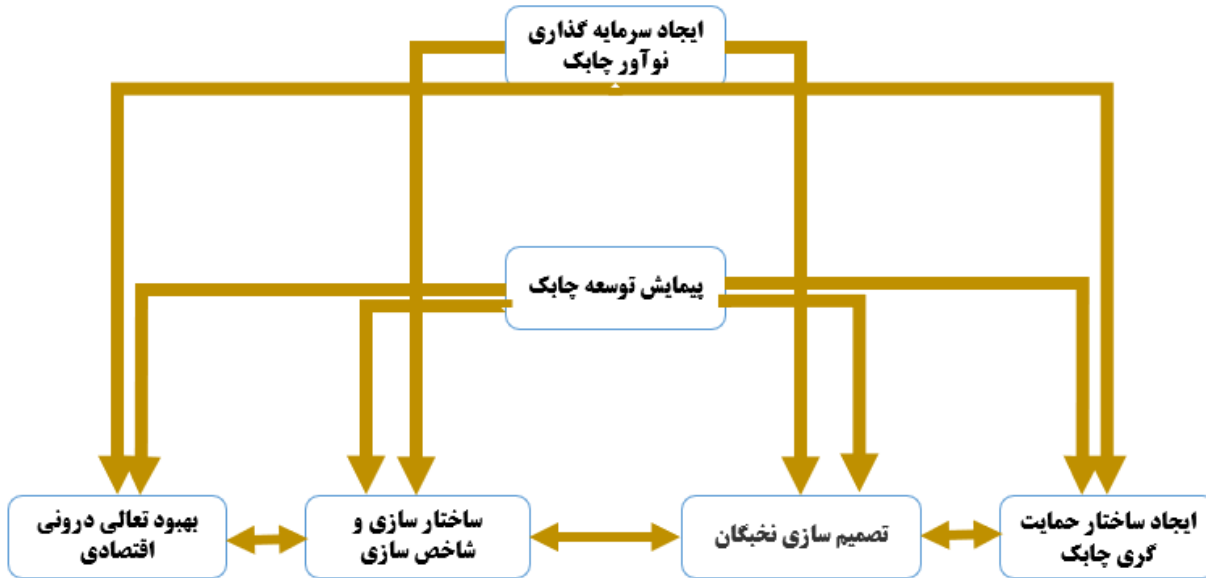 ایجاد سرمایه گذاری
نوآور چابک
پیمایش توسعه چابک
ایجاد ساختار حمایت
گری چابک
تصمیم سازی نخبگان
ساختار سازی و
شاخص سازی
بهبود تعالی درونی
اقتصادی